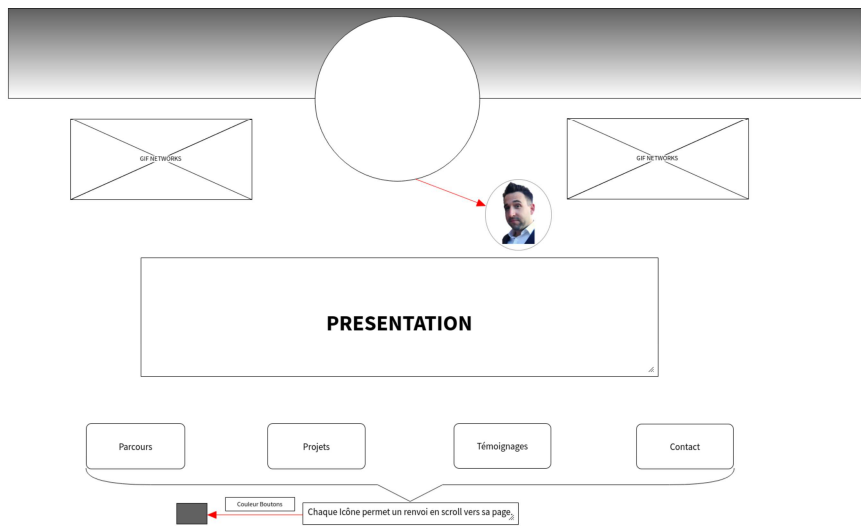 GIF NETWORKS
GIF NETWORKS
PRESENTATION
Parcours
Projets
Témoignages
Contact
Couleur Boutons
Chaque Icône permet un renvoi en scroll vers sa page.